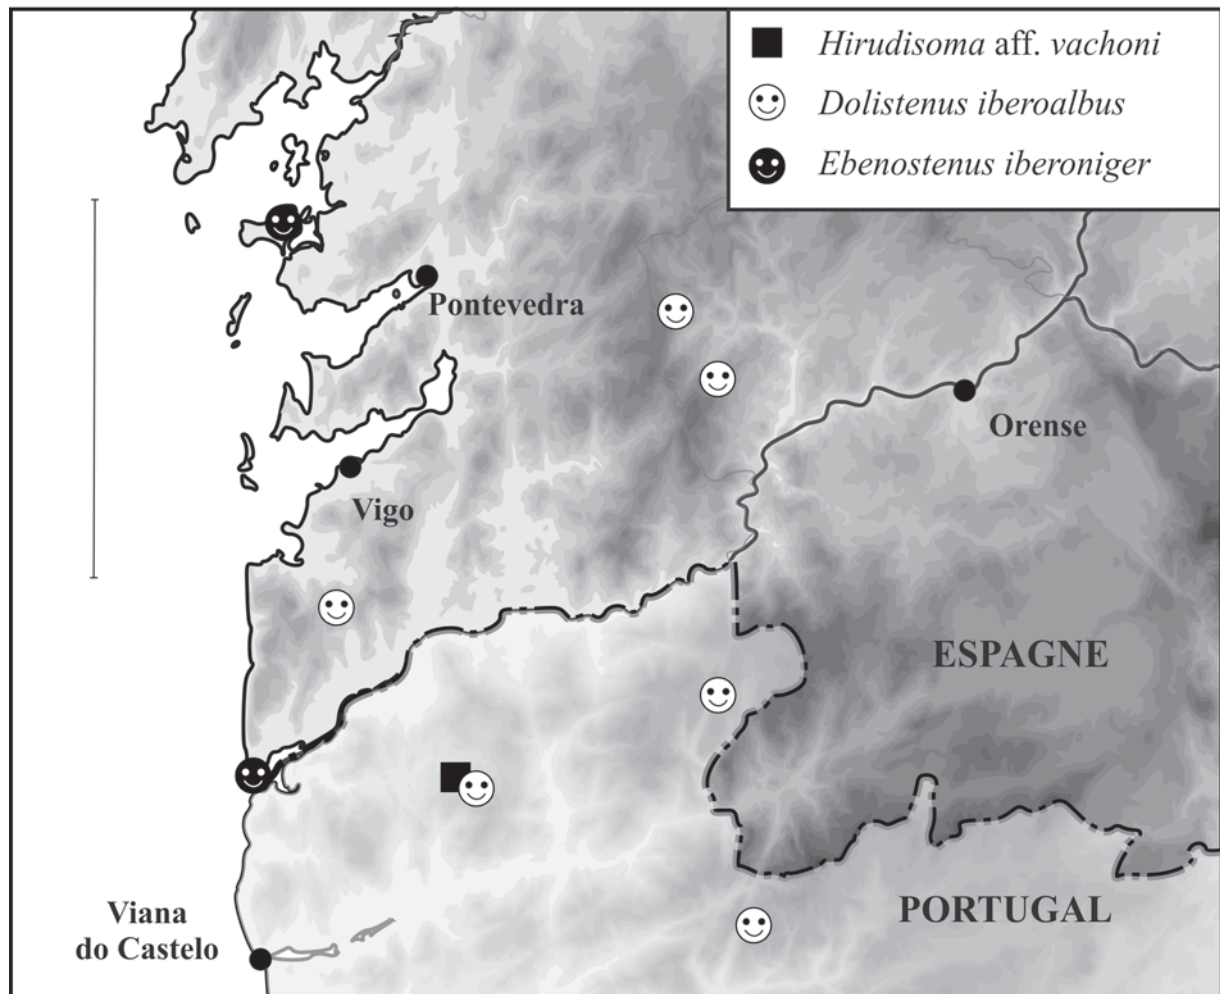 Hirudisoma aff. vachoni
Dolistenus iberoalbus
Ebenostenus iberoniger
Pontevedra
Orense
Vigo
ESPAGNE
PORTUGAL
Viana
do Castelo